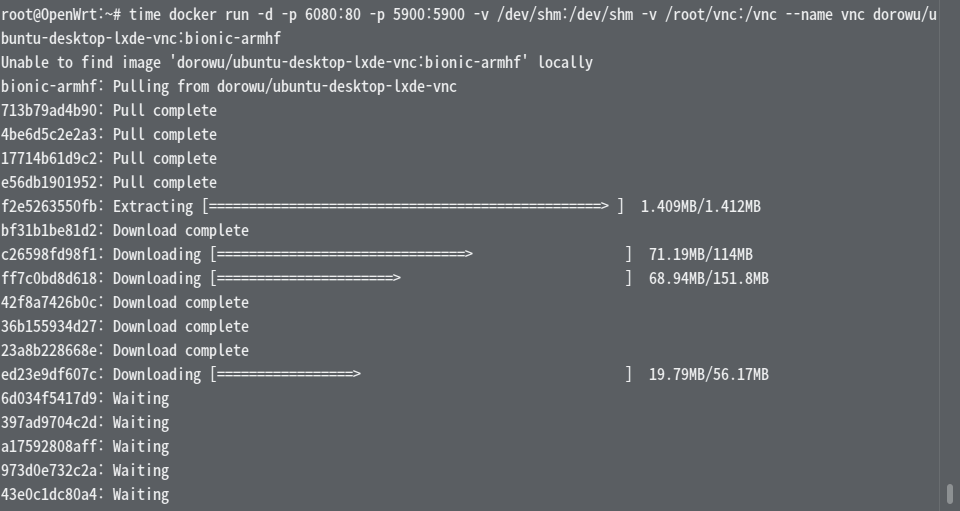 root@OpenWrt:~# time docker run -d -p 6080:80 -p 5900:5900 -v /dev/shm:/dev/shm -v /root/vnc:/vnc --name vnc dorowu/u
buntu-desktop-lxde-vnc:bionic-armhf
Unable to find image 'dorowu/ubuntu-desktop-lxde-vnc:bionic-armhf' locally
bionic-armhf: Pulling from dorowu/ubuntu-desktop-lxde-vnc
713b79ad4b90: Pull complete
4be6d5c2e2a3: Pull complete
17714b61d9c2: Pull complete
e56db1901952: Pull complete
f2e5263550fb: Extracting [=================================================> ]  1.409MB/1.412MB
bf31b1be81d2: Download complete
c26598fd98f1: Downloading [===============================>                   ]  71.19MB/114MB
ff7c0bd8d618: Downloading [======================>                            ]  68.94MB/151.8MB
42f8a7426b0c: Download complete
36b155934d27: Download complete
23a8b228668e: Download complete
ed23e9df607c: Downloading [=================>                                 ]  19.79MB/56.17MB
6d034f5417d9: Waiting
397ad9704c2d: Waiting
a17592808aff: Waiting
973d0e732c2a: Waiting
43e0c1dc80a4: Waiting